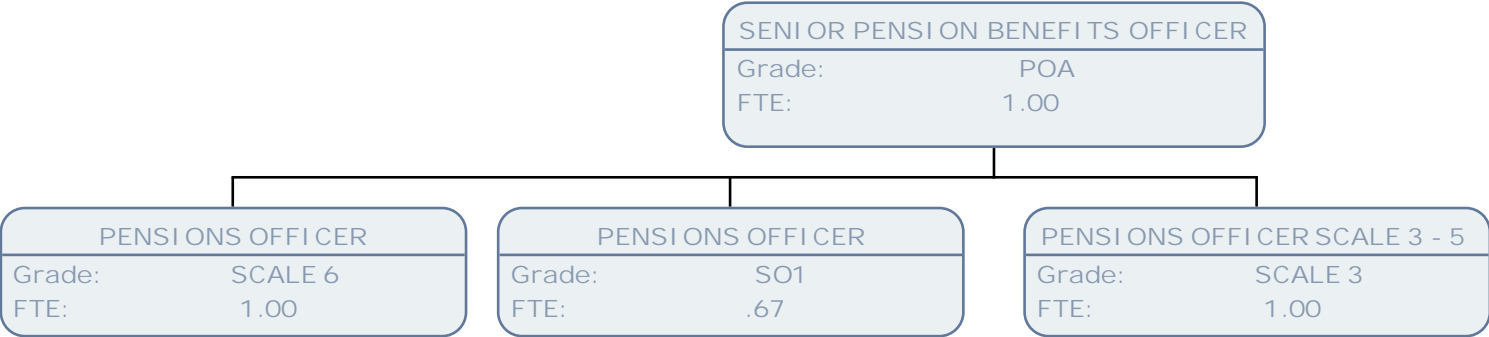 SENIOR PENSION BENEFITS OFFICER
Grade: POA
FTE: 1.00
PENSIONS OFFICER
Grade: SCALE 6
FTE: 1.00
PENSIONS OFFICER
Grade: SO1
FTE: .67
PENSIONS OFFICER SCALE 3 - 5
Grade: SCALE 3
FTE: 1.00